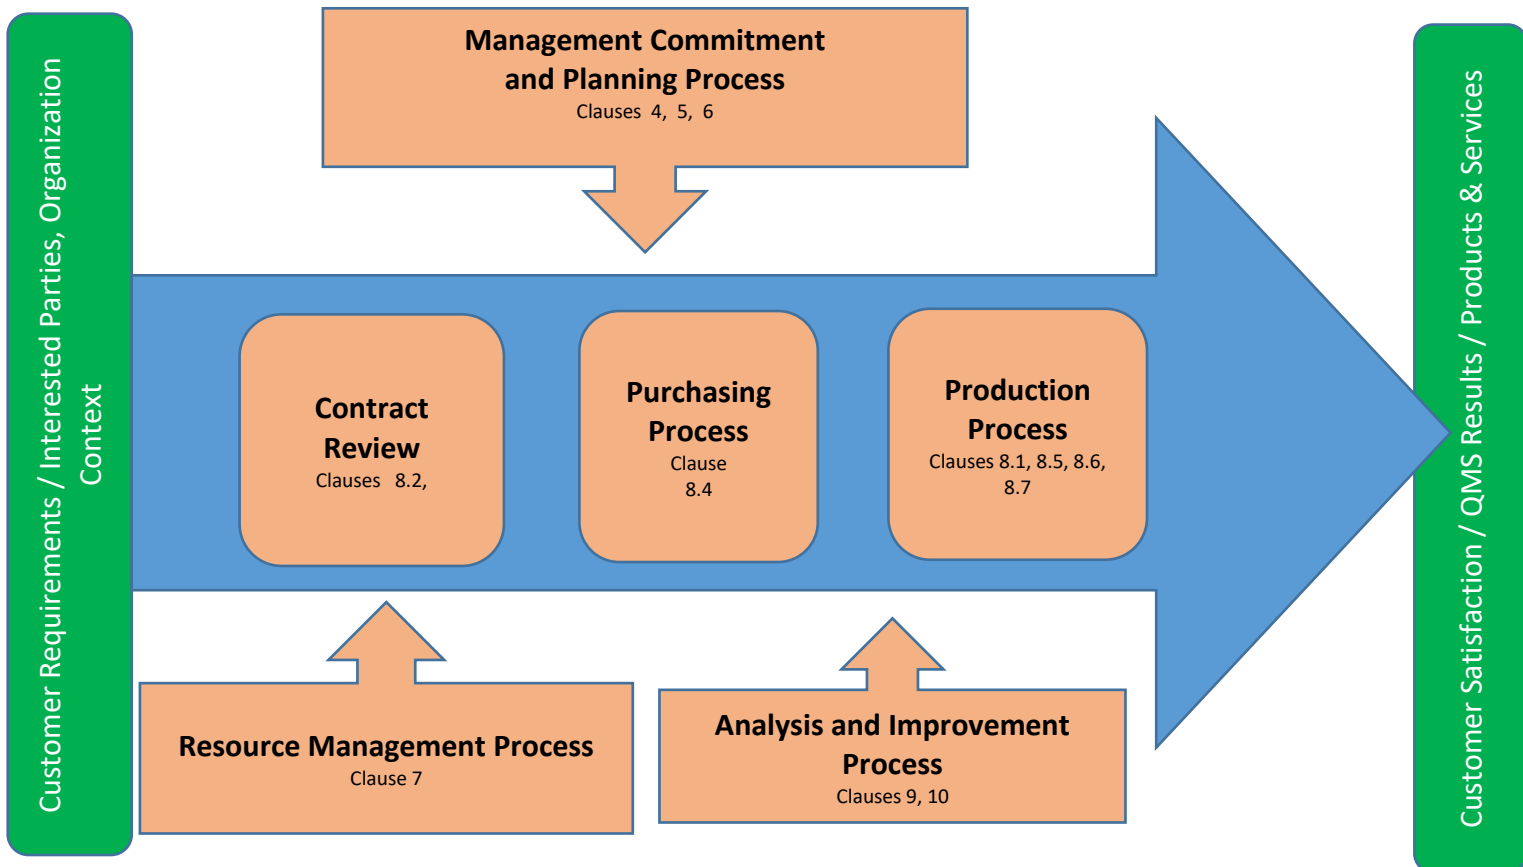 Customer Requirements / Interested Parties, Organization
Context
Management Commitment
and Planning Process
Clauses 4, 5, 6
Contract
Review
Clauses 8.2,
Purchasing
Process
Clause
8.4
Production
Process
Clauses 8.1, 8.5, 8.6,
8.7
Resource Management Process
Clause 7
Analysis and Improvement
Process
Clauses 9, 10
Customer Satisfaction / QMS Results / Products & Services